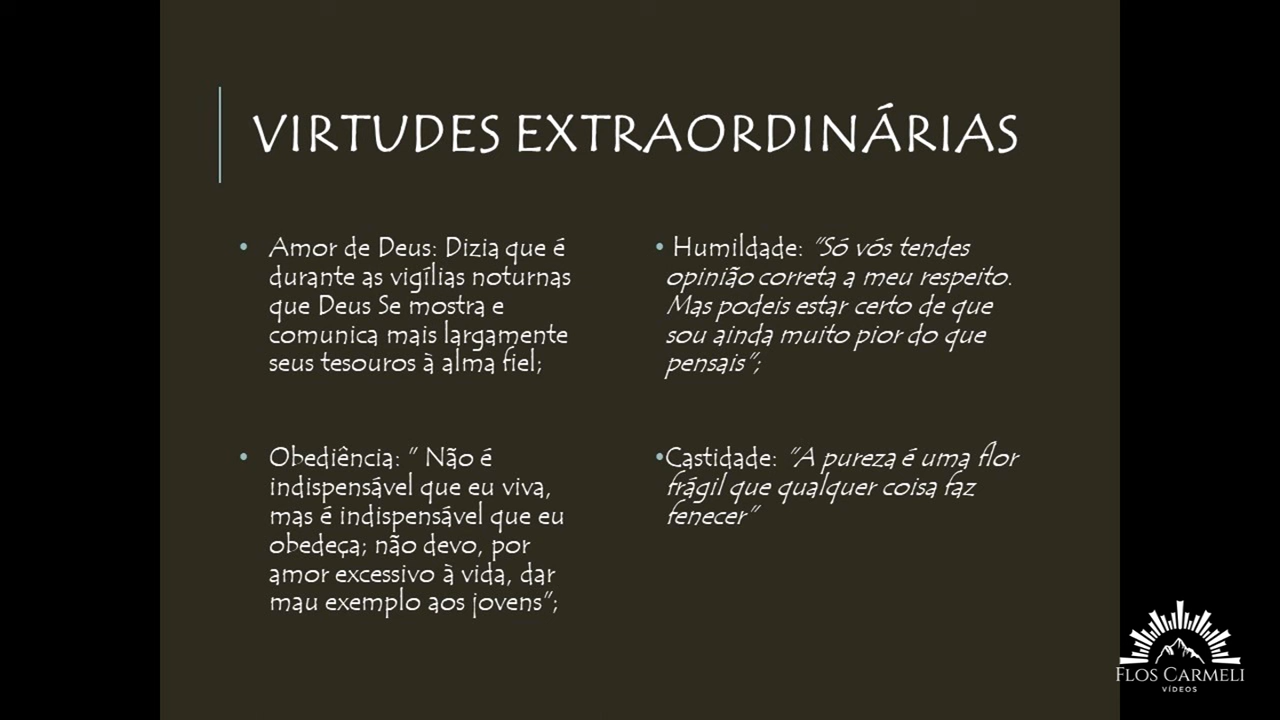 VIRTUDES EXTRAORDINÁRIAS
• Amor de Deus: Dizia que é
durante as vigílias noturnas
que Deus Se mostra e
comunica mais largamente
seus tesouros à alma fiel;
• Obediência: " Não é
indispensável que eu viva,
mas é indispensável que eu
obedeça; não devo, por
amor excessivo à vida, dar
mau exemplo aos jovens";
• Humildade: "Só vós tendes
opinião correta a meu respeito.
Mas podeis estar certo de que
sou ainda muito pior do que
pensais";
•Castidade: "A pureza é uma flor
frágil que qualquer coisa faz
fenecer"
FLOS CARMELI
VÍDEOS